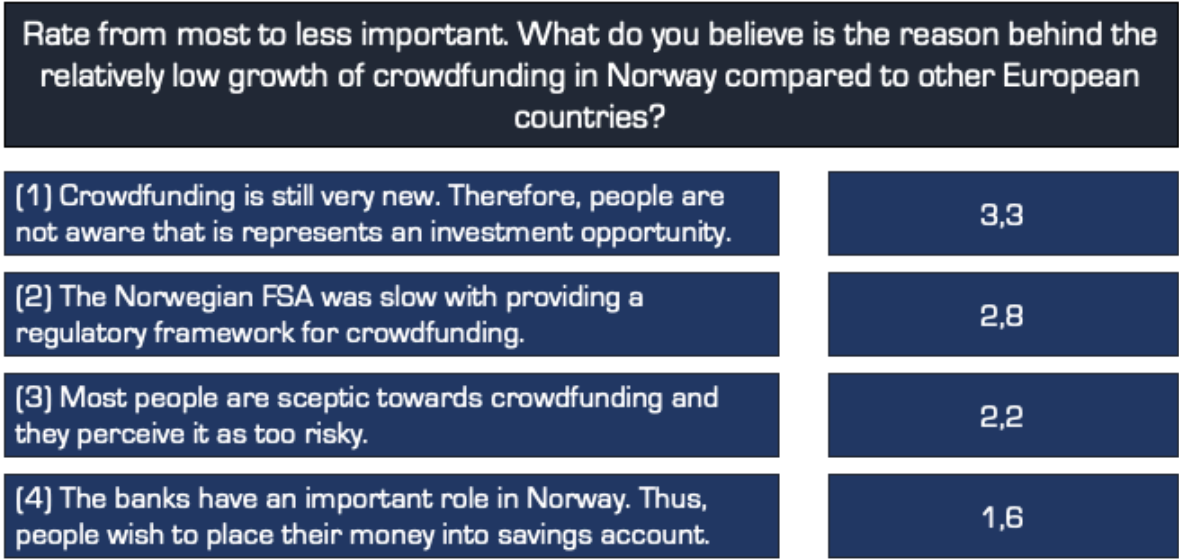 Rate from most to less important. What do you believe is the reason behind the
relatively low growth of crowdfunding in Norway compared to other European
countries?
(1) Crowdfunding is still very new. Therefore, people are
not aware that is represents an investment opportunity.
3,3
(2) The Norwegian FSA was slow with providing a
regulatory framework for crowdfunding.
2,8
(3) Most people are sceptic towards crowdfunding and
they perceive it as too risky.
2,2
(4) The banks have an important role in Norway. Thus,
people wish to place their money into savings account.
1,6